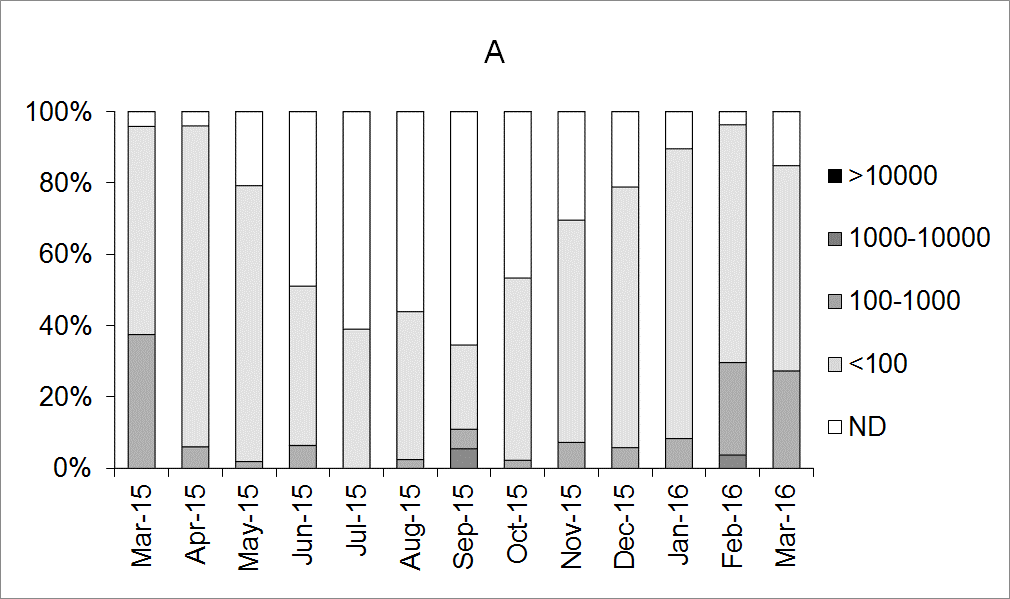 A
100%
80%
60%
40%
20%
0%
Mar-15
Apr-15
May-15
Jun-15
Jul-15
Aug-15
Sep-15
Oct-15
Nov-15
Dec-15
Jan-16
Feb-16
Mar-16
>10000
1000-10000
100-1000
<100
ND